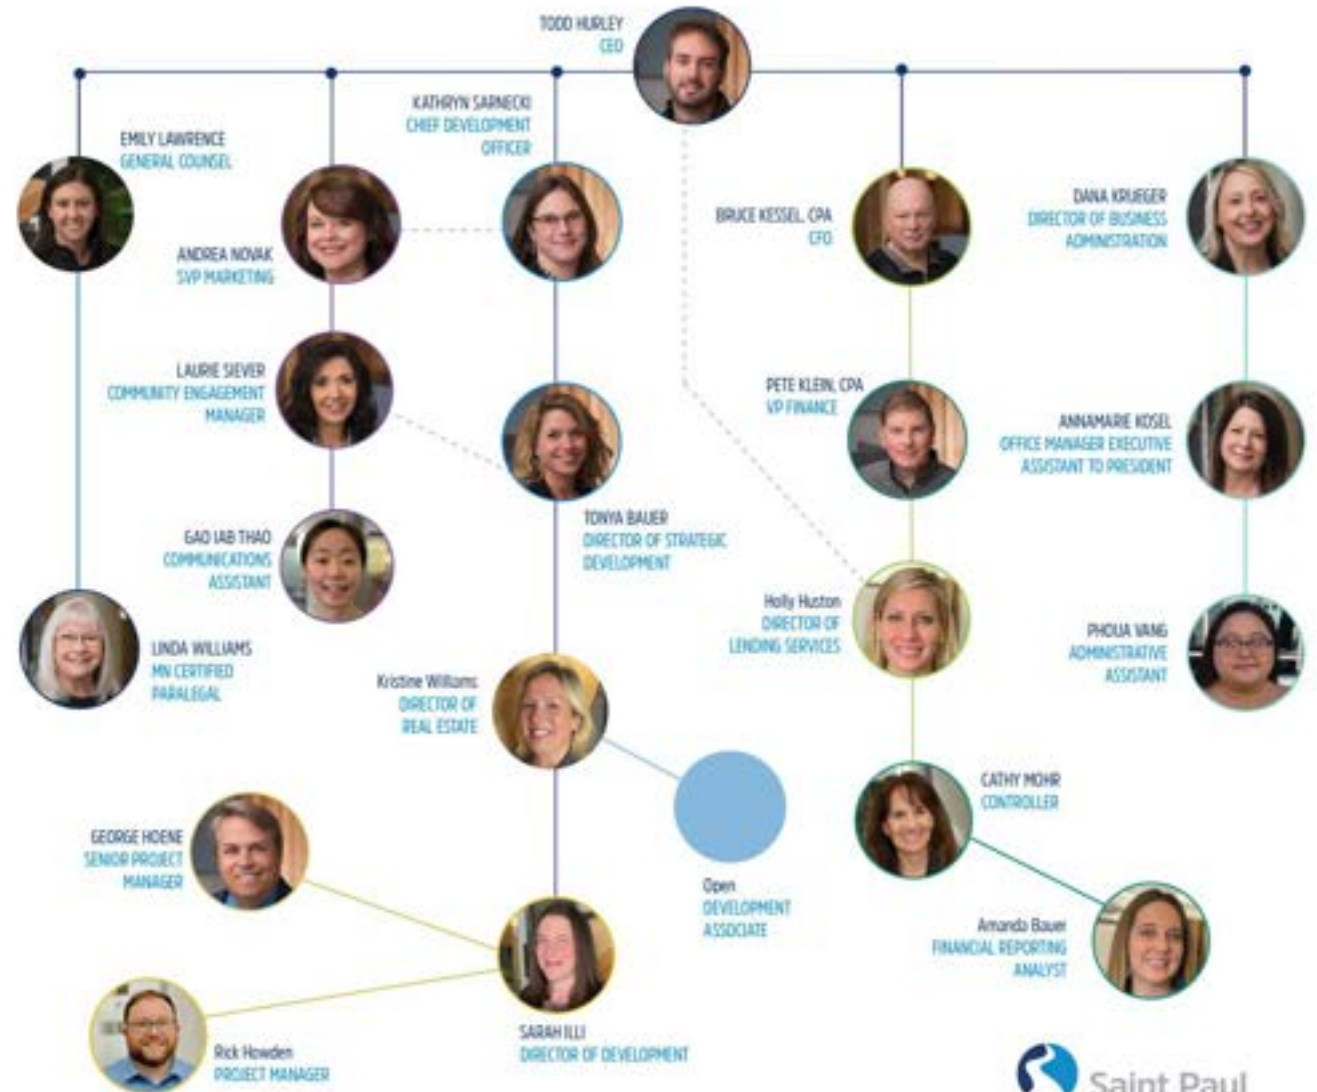 TODD HURLEY
CEO
KATHRYN SARNECKI
CHIEF DEVELOPMENT
OFFICER
EMILY LAWRENCE
GENERAL COUNSEL
ANDREA NOVAK
SVP MARKETING
BRUCE KESSEL, CPA
CFO
DANA KRUEGER
DIRECTOR OF BUSINESS
ADMINISTRATION
LAURIE SIEVER
COMMUNITY ENGAGEMENT
MANAGER
PETE KLEIN, CPA
VP FINANCE
ANNAMARIE KOSEL
OFFICE MANAGER EXECUTIVE
ASSISTANT TO PRESIDENT
TONYA BAUER
DIRECTOR OF STRATEGIC
DEVELOPMENT
GAO IAB THAO
COMMUNICATIONS
ASSISTANT
Holly Huston
DIRECTOR OF
LENDING SERVICES
LINDA WILLIAMS
MN CERTIFIED
PARALEGAL
PHOUA VANG
ADMINISTRATIVE
ASSISTANT
Kristine Williams
DIRECTOR OF
REAL ESTATE
CATHY MOHR
CONTROLLER
GEORGE HOENE
SENIOR PROJECT
MANAGER
Open
DEVELOPMENT
ASSOCIATE
Amanda Bauer
FINANCIAL REPORTING
ANALYST
SARAH ILLI
DIRECTOR OF DEVELOPMENT
Rick Howden
PROJECT MANAGER
Saint Paul